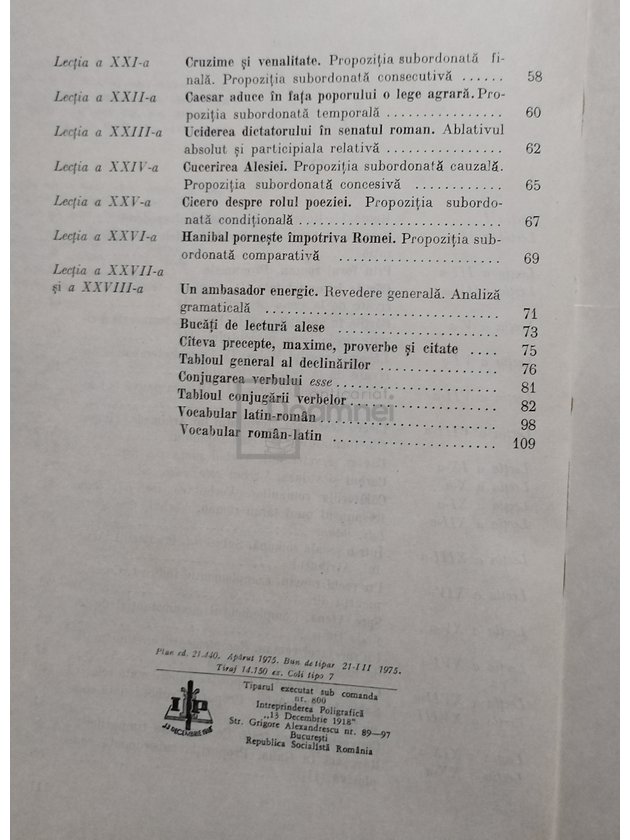 Lecția a XXI-a Cruzime și venalitate. Propoziția subordonată fi-
nală. Propoziția subordonată consecutivă ...... 58
Lecția a XXII-a Caesar aduce în fața poporului o lege agrară. Pro-
poziția subordonată temporală ................ 60
Lecția a XXIII-a Uciderea dictatorului în senatul roman. Ablativul
absolut și participiala relativă ................ 62
Lecția a XXIV-a Cucerirea Alesiei. Propoziția subordonată cauzală.
Propoziția subordonată concesivă ............ 65
Lecția a XXV-a Cicero despre rolul poeziei. Propoziția subordo-
nată condițională ............................. 67
Lecția a XXVI-a Hanibal pornește împotriva Romei. Propoziția sub-
ordonată comparativă ...................... 69
Lecția a XXVII-a
și a XXVIII-a Un ambasador energic. Revedere generală. Analiză
gramaticală ................................ 71
Bucăți de lectură alese ...................... 73
Cîteva precepte, maxime, proverbe și citate .... 75
Tabloul general al declinărilor ................ 76
Conjugarea verbului esse .................... 81
Tabloul conjugării verbelor ................... 82
Vocabular latin-român ...................... 98
Vocabular român-latin ...................... 109
Plan ed. 21-440. Apărut 1975. Bun de tipar 21-III 1975.
Tiraj 14.150 ex. Coli tipo 7
Tiparul executat sub comanda
nr. 800
Intreprinderea Poligrafică
„13 Decembrie 1918"
Str. Grigore Alexandrescu nr. 89—97
București
Republica Socialistă România
I P
13 DECEMBRIE 1918